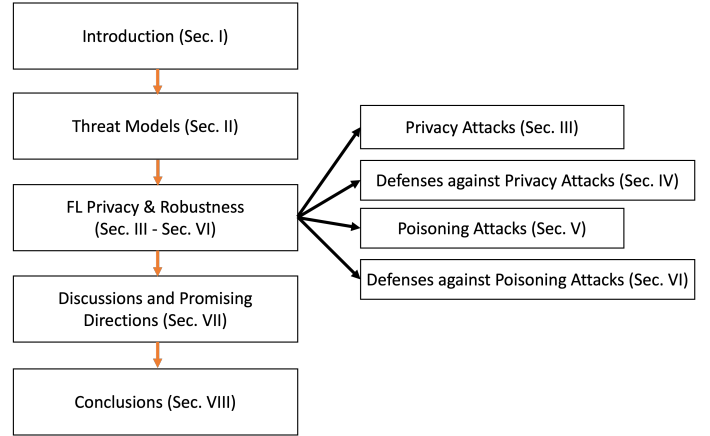 Introduction (Sec. I)
Threat Models (Sec. II)
FL Privacy & Robustness
(Sec. III - Sec. VI)
Discussions and Promising
Directions (Sec. VII)
Conclusions (Sec. VIII)
Privacy Attacks (Sec. III)
Defenses against Privacy Attacks (Sec. IV)
Poisoning Attacks (Sec. V)
Defenses against Poisoning Attacks (Sec. VI)